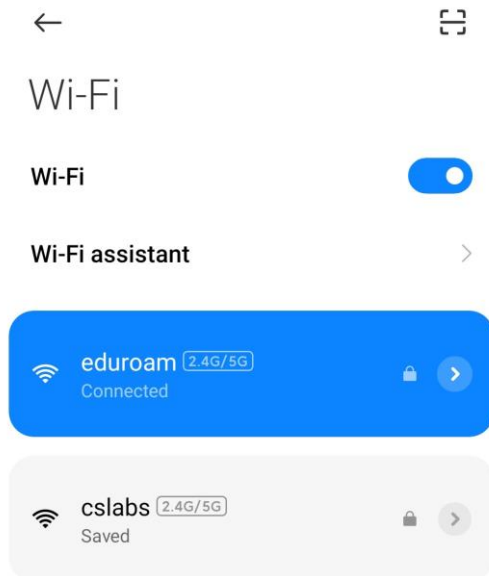 Wi-Fi
Wi-Fi
Wi-Fi assistant
eduroam 2.4G/5G
Connected
cslabs 2.4G/5G
Saved